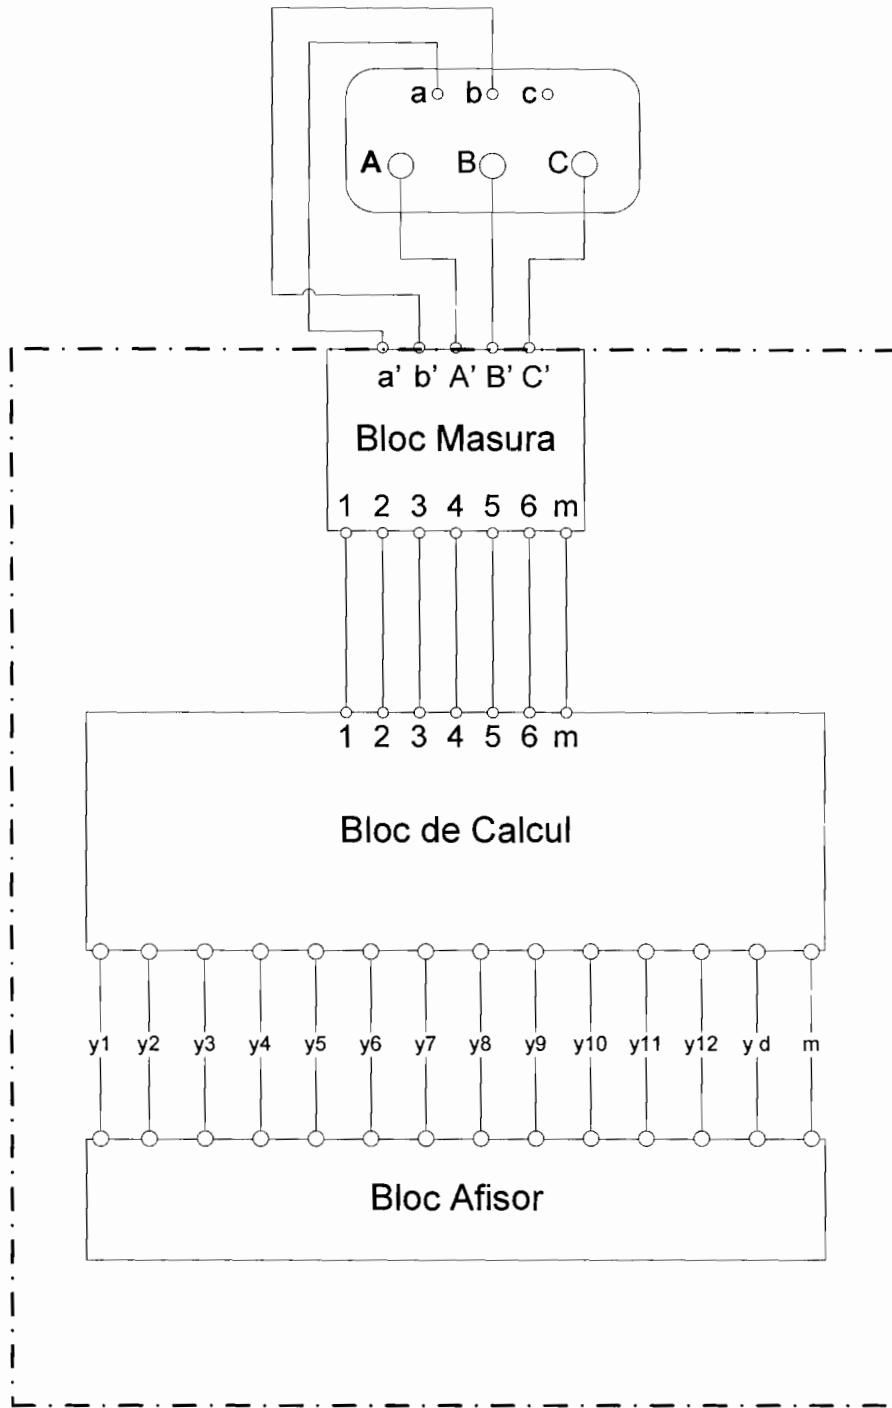 a b c
A B C
a' b' A' B' C'
Bloc Masura
1 2 3 4 5 6 m
1 2 3 4 5 6 m
Bloc de Calcul
y1 y2 y3 y4 y5 y6 y7 y8 y9 y10 y11 y12 y d m
Bloc Afisor